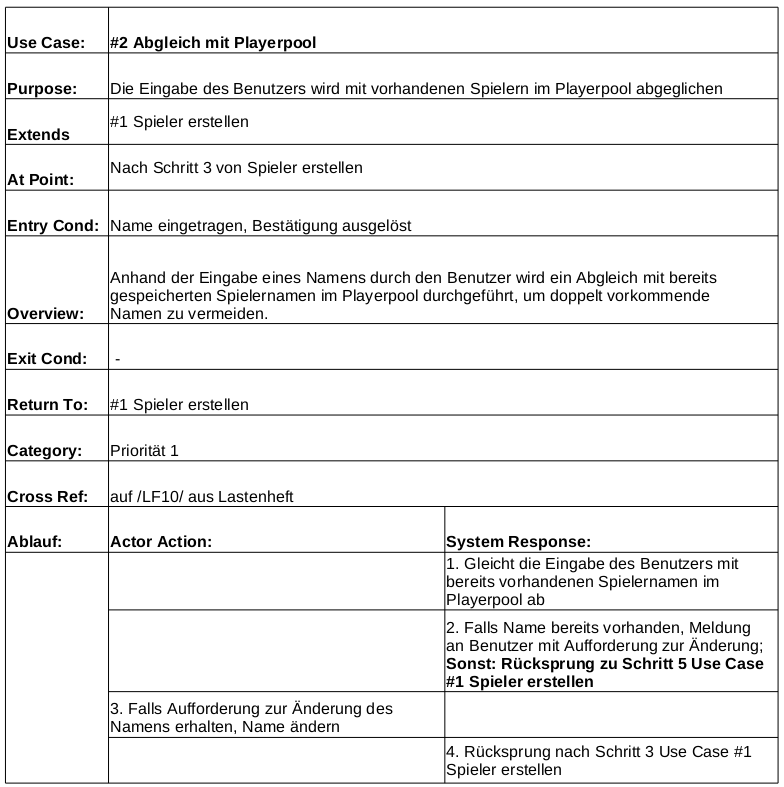 Use Case: #2 Abgleich mit Playerpool
Purpose: Die Eingabe des Benutzers wird mit vorhandenen Spielern im Playerpool abgeglichen
Extends #1 Spieler erstellen
At Point: Nach Schritt 3 von Spieler erstellen
Entry Cond: Name eingetragen, Bestätigung ausgelöst
Overview: Anhand der Eingabe eines Namens durch den Benutzer wird ein Abgleich mit bereits
gespeicherten Spielernamen im Playerpool durchgeführt, um doppelt vorkommende
Namen zu vermeiden.
Exit Cond: -
Return To: #1 Spieler erstellen
Category: Priorität 1
Cross Ref: auf /LF10/ aus Lastenheft
Ablauf: Actor Action: System Response:
1. Gleicht die Eingabe des Benutzers mit
bereits vorhandenen Spielernamen im
Playerpool ab
2. Falls Name bereits vorhanden, Meldung
an Benutzer mit Aufforderung zur Änderung;
Sonst: Rücksprung zu Schritt 5 Use Case
#1 Spieler erstellen
3. Falls Aufforderung zur Änderung des
Namens erhalten, Name ändern
4. Rücksprung nach Schritt 3 Use Case #1
Spieler erstellen